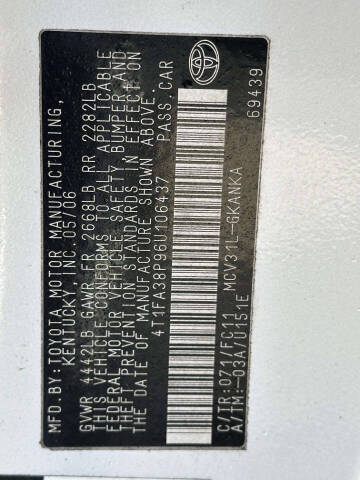 MFD.BY: TOYOTA MOTOR MANUFACTURING,
KENTUCKY, INC. 05/06
GVWR 4442LB GAWR FR 2668LB RR 2282LB
THIS VEHICLE CONFORMS TO ALL APPLICABLE
FEDERAL MOTOR VEHICLE SAFETY BUMPER AND
THEFT PREVENTION STANDARDS IN EFFECT ON
THE DATE OF MANUFACTURE SHOWN ABOVE.
4T1FA38P96U106437 PASS.CAR
C/TR:071/FC11 MCV31L-GKANKA
A/TM:-03A/U151E 69439